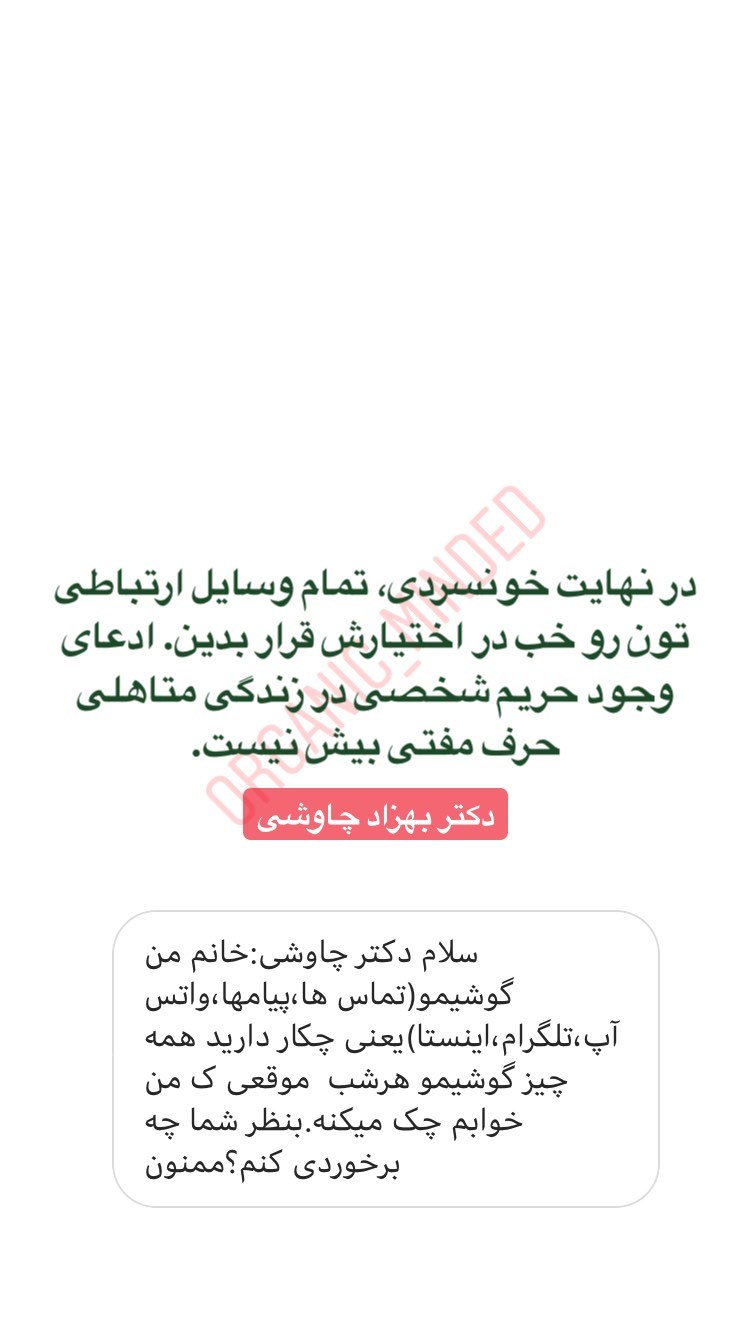 در نهایت خونسردی، تمام وسایل ارتباطی
تون رو خب در اختیارش قرار بدین. ادعای
وجود حریم شخصی در زندگی متاهلی
حرف مفتی بیش نیست.
ORGANIC_MINDED
دکتر بهزاد چاوشی
سلام دکتر چاوشی:خانم من
گوشیمو(تماس ها،پیامها،واتس
آپ،تلگرام،اینستا)یعنی چکار دارید همه
چیز گوشیمو هرشب موقعی ک من
خوابم چک میکنه.بنظر شما چه
برخوردی کنم؟ممنون